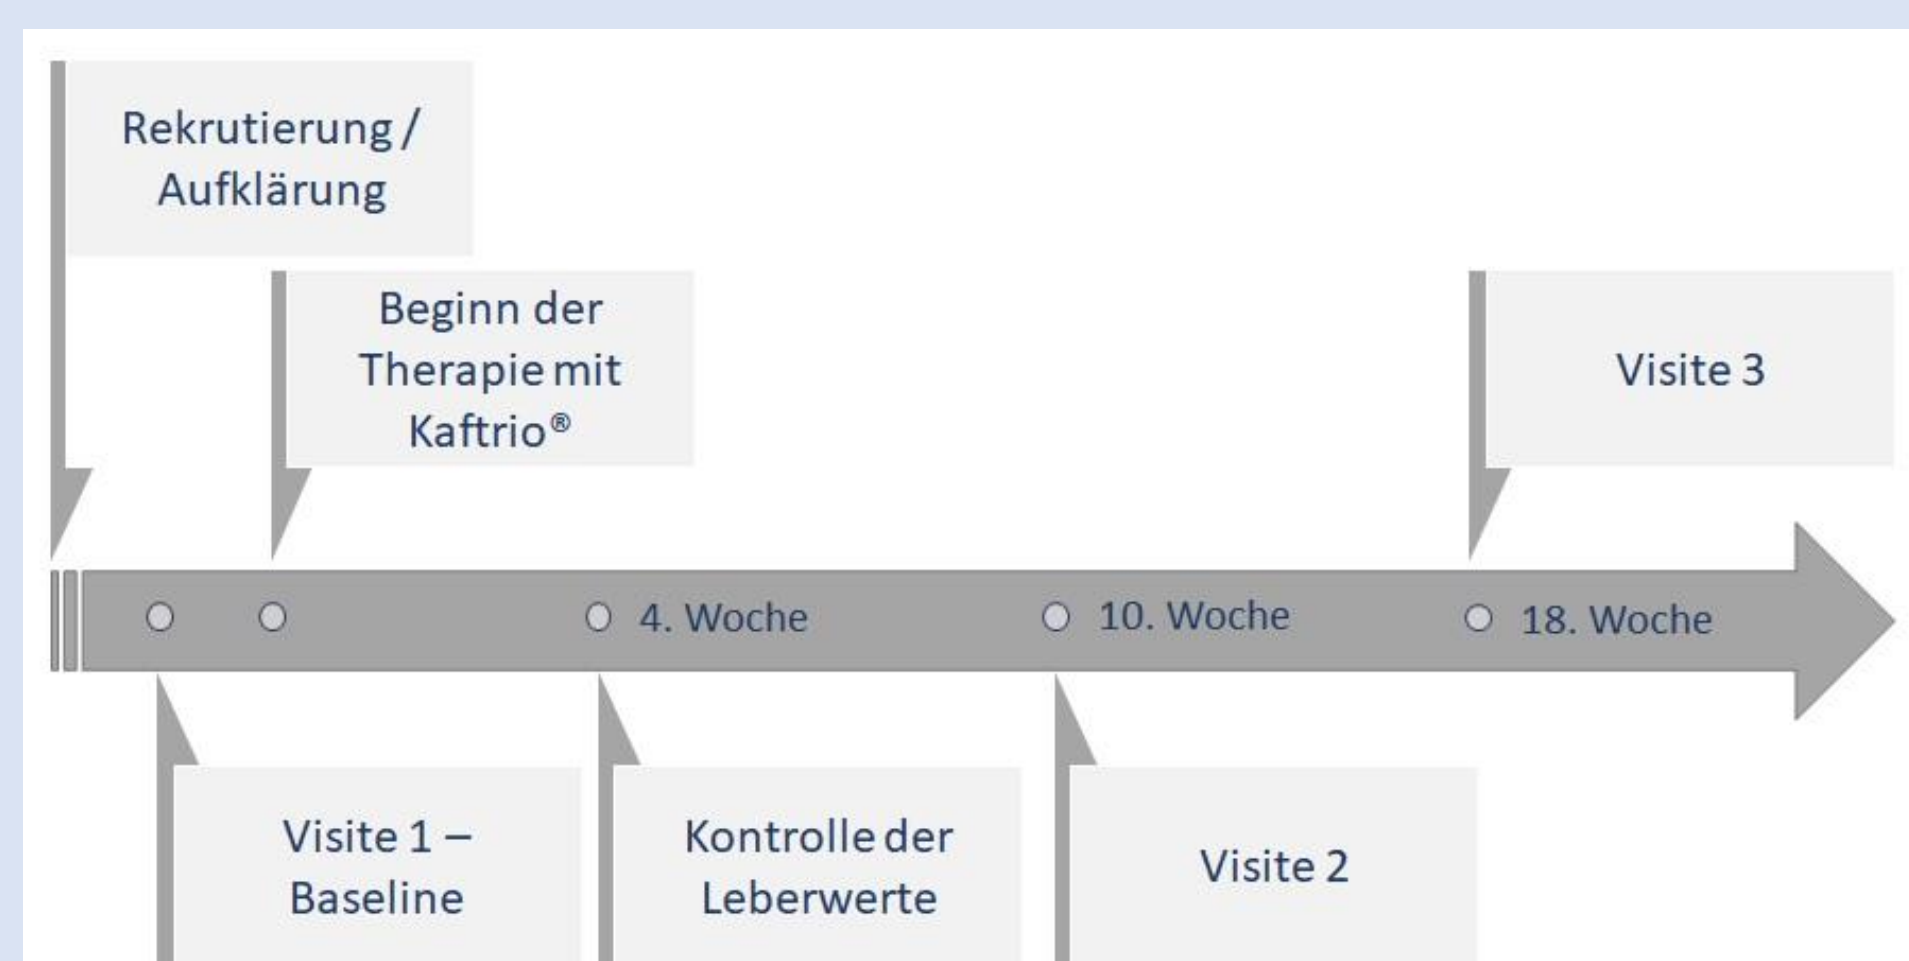 Rekrutierung /
Aufklärung
Beginn der
Therapie mit
Kaftrio®
Visite 3
4. Woche
10. Woche
18. Woche
Visite 1 –
Baseline
Kontrolle der
Leberwerte
Visite 2